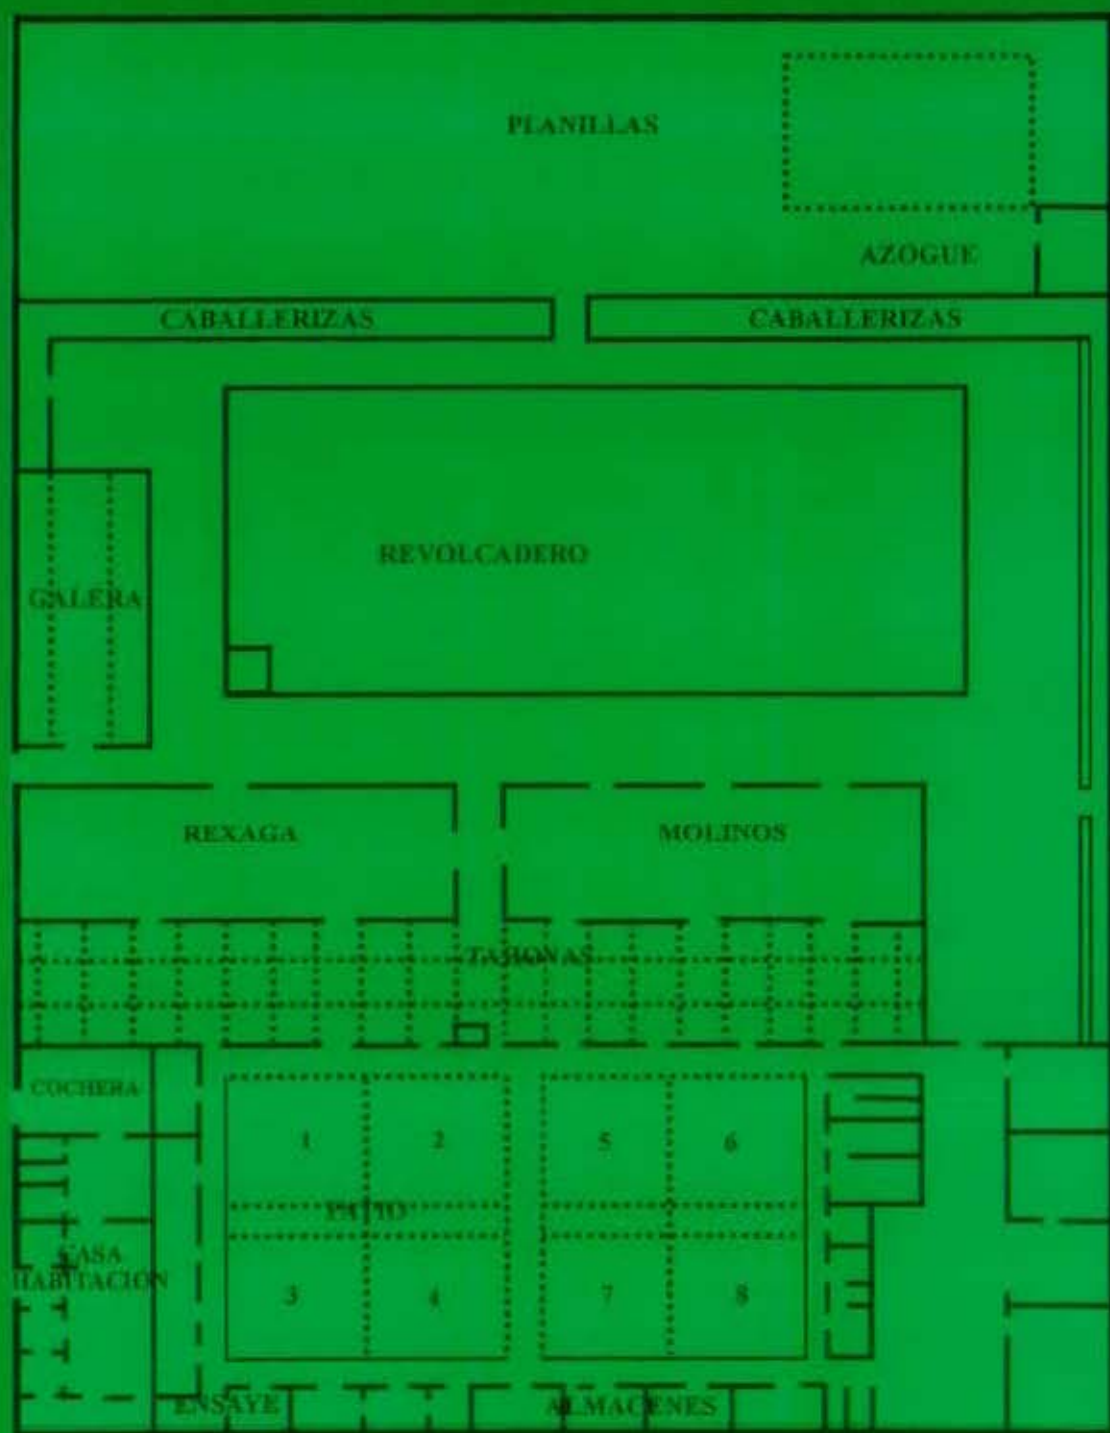 PLANILLAS
AZOGUE
CABALLERIZAS
CABALLERIZAS
REVOLCADERO
GALERA
REXAGA
MOLINOS
TAHONAS
COCHERA
1
2
5
6
PATIO
CASA
HABITACION
3
4
7
8
ENSAYE
ALMACENES